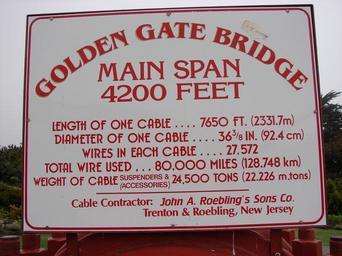 GOLDEN GATE BRIDGE
MAIN SPAN
4200 FEET
LENGTH OF ONE CABLE .... 7650 FT. (2331.7m)
DIAMETER OF ONE CABLE .... 36 3/8 IN. (92.4 cm)
WIRES IN EACH CABLE .... 27,572
TOTAL WIRE USED ... 80,000 MILES (128,748 km)
WEIGHT OF CABLE SUSPENDERS & (ACCESSORIES) 24,500 TONS (22,226 m.tons)
Cable Contractor: John A. Roebling's Sons Co.
Trenton & Roebling, New Jersey